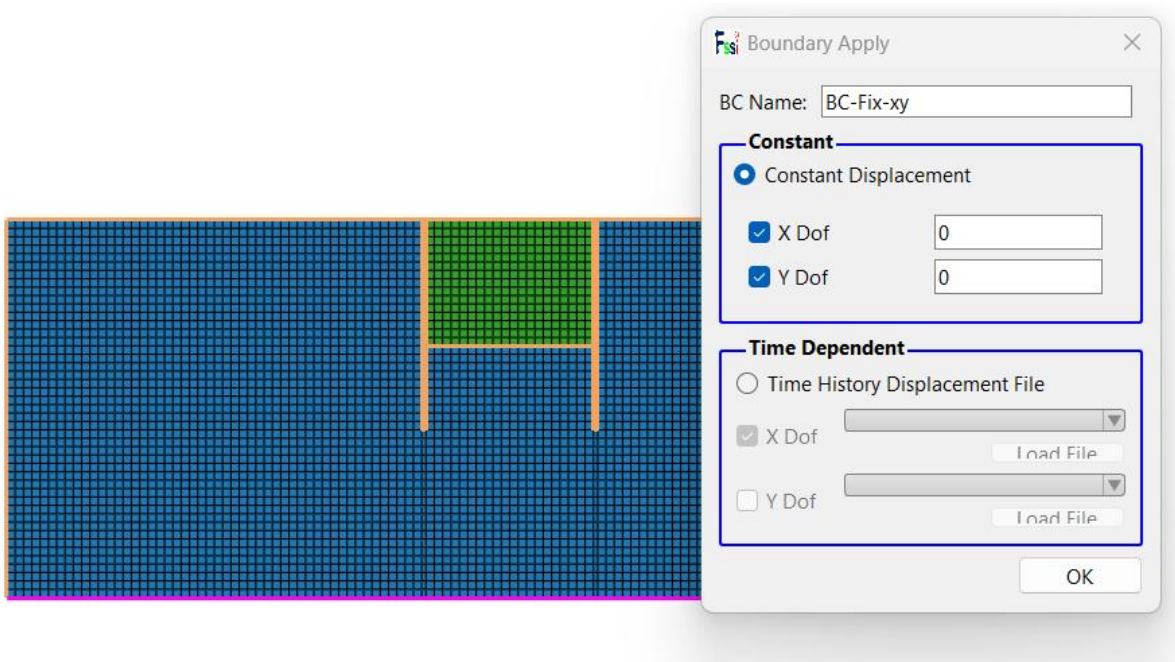 Fssi Boundary Apply
BC Name: BC-Fix-xy
Constant
Constant Displacement
X Dof 0
Y Dof 0
Time Dependent
Time History Displacement File
X Dof
Load File
Y Dof
Load File
OK